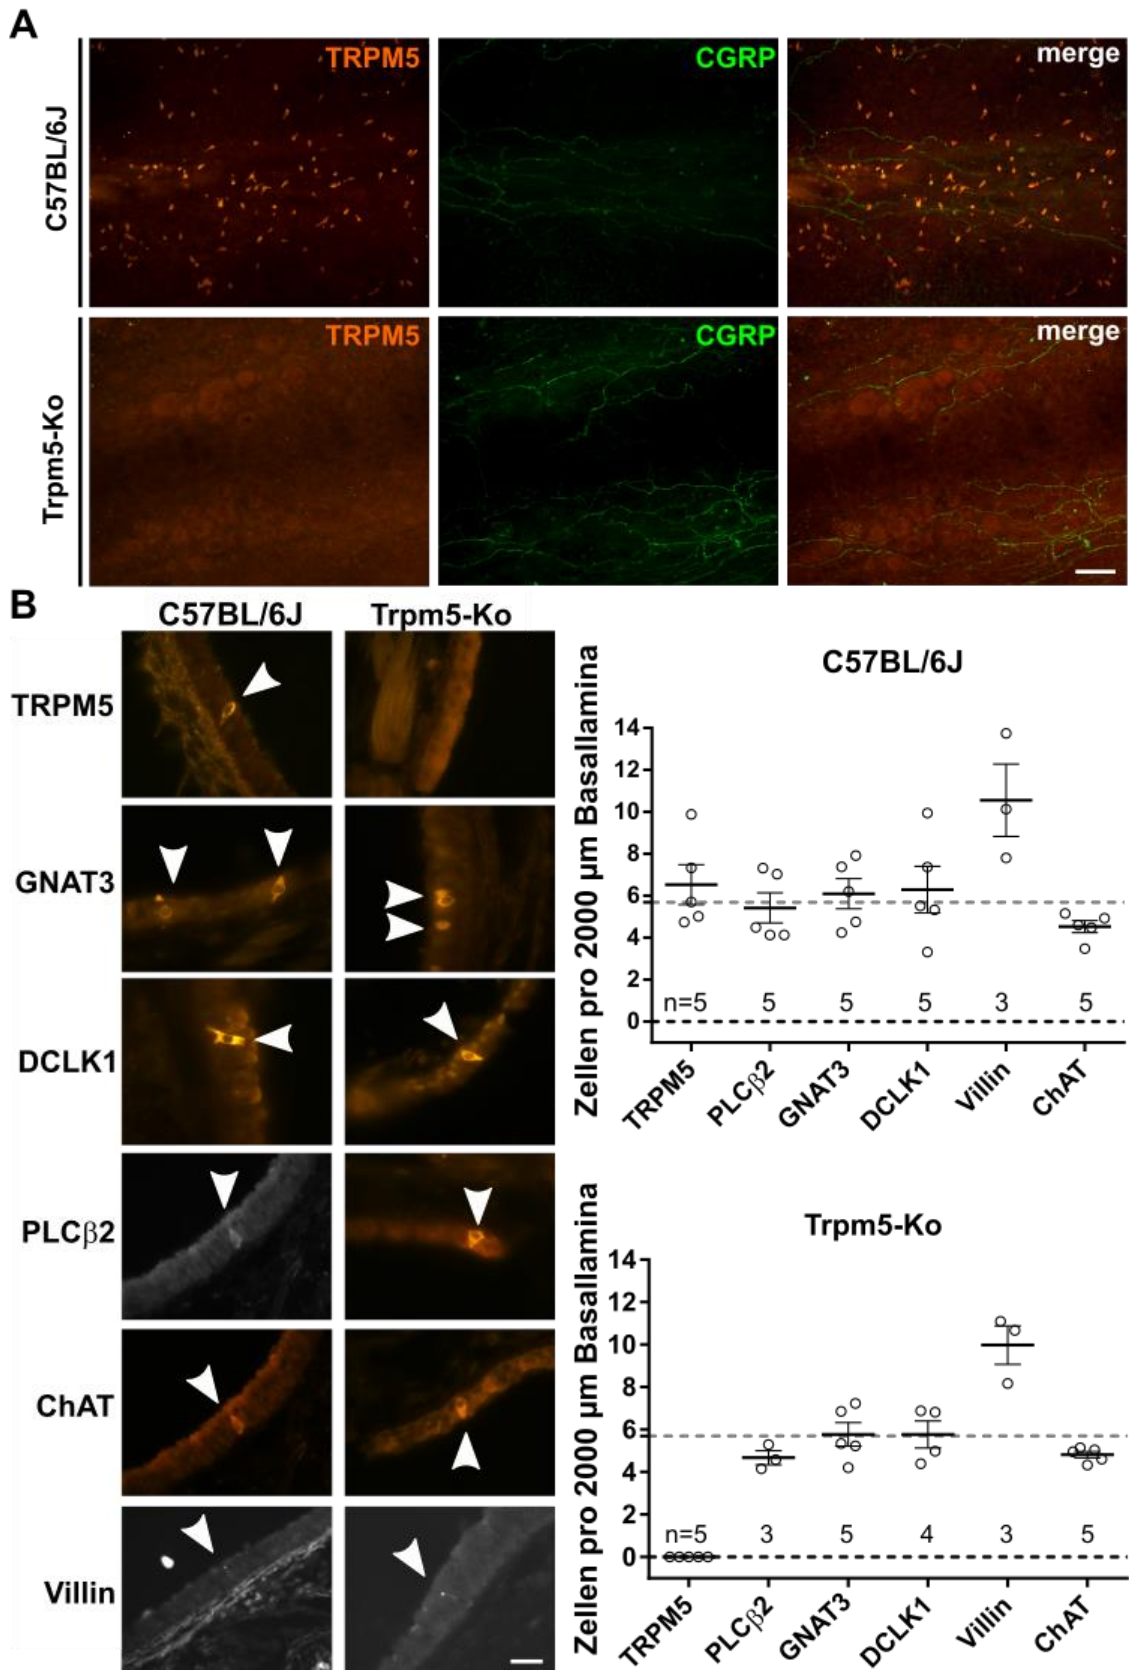 A
C57BL/6J
TRPM5
CGRP
merge
Trpm5-Ko
TRPM5
CGRP
merge
B
C57BL/6J
Trpm5-Ko
TRPM5
GNAT3
DCLK1
PLCβ2
ChAT
Villin
C57BL/6J
Zellen pro 2000 µm Basallamina
14
12
10
8
6
4
2
0
n=5
5
5
5
3
5
TRPM5
PLCβ2
GNAT3
DCLK1
Villin
ChAT
Trpm5-Ko
Zellen pro 2000 µm Basallamina
14
12
10
8
6
4
2
0
n=5
3
5
4
3
5
TRPM5
PLCβ2
GNAT3
DCLK1
Villin
ChAT